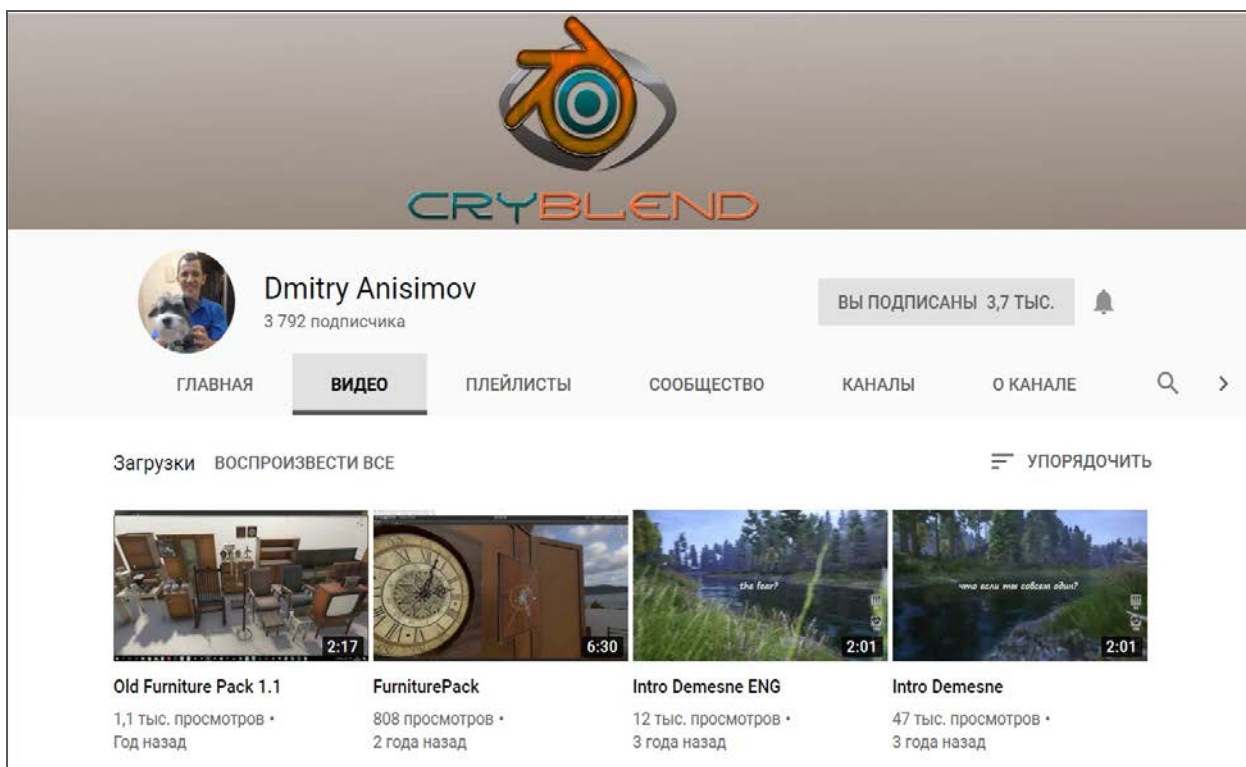 CRYBLEND
Dmitry Anisimov
3 792 подписчика
ВЫ ПОДПИСАНЫ 3,7 ТЫС.
ГЛАВНАЯ ВИДЕО ПЛЕЙЛИСТЫ СООБЩЕСТВО КАНАЛЫ О КАНАЛЕ
Загрузки ВОСПРОИЗВЕСТИ ВСЕ УПОРЯДОЧИТЬ
the fear? что если ты совсем один?
2:17 6:30 2:01 2:01
Old Furniture Pack 1.1 FurniturePack Intro Demesne ENG Intro Demesne
1,1 тыс. просмотров • 808 просмотров • 12 тыс. просмотров • 47 тыс. просмотров •
Год назад 2 года назад 3 года назад 3 года назад